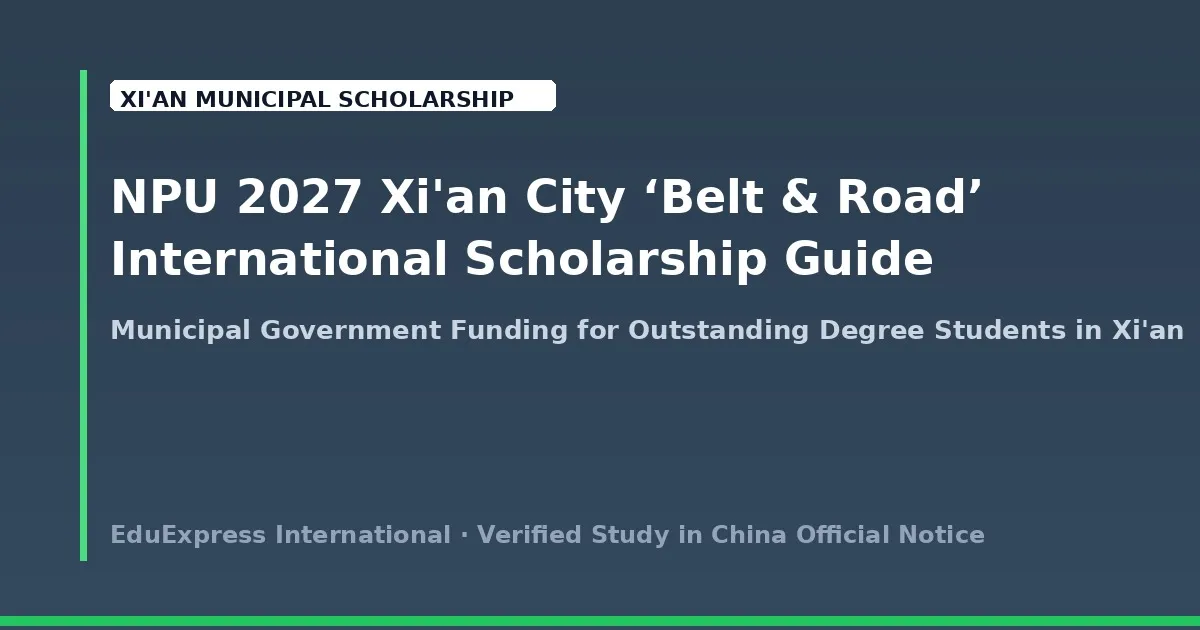 XI'AN MUNICIPAL SCHOLARSHIP
NPU 2027 Xi'an City ‘Belt & Road’
International Scholarship Guide
Municipal Government Funding for Outstanding Degree Students in Xi'an
EduExpress International · Verified Study in China Official Notice